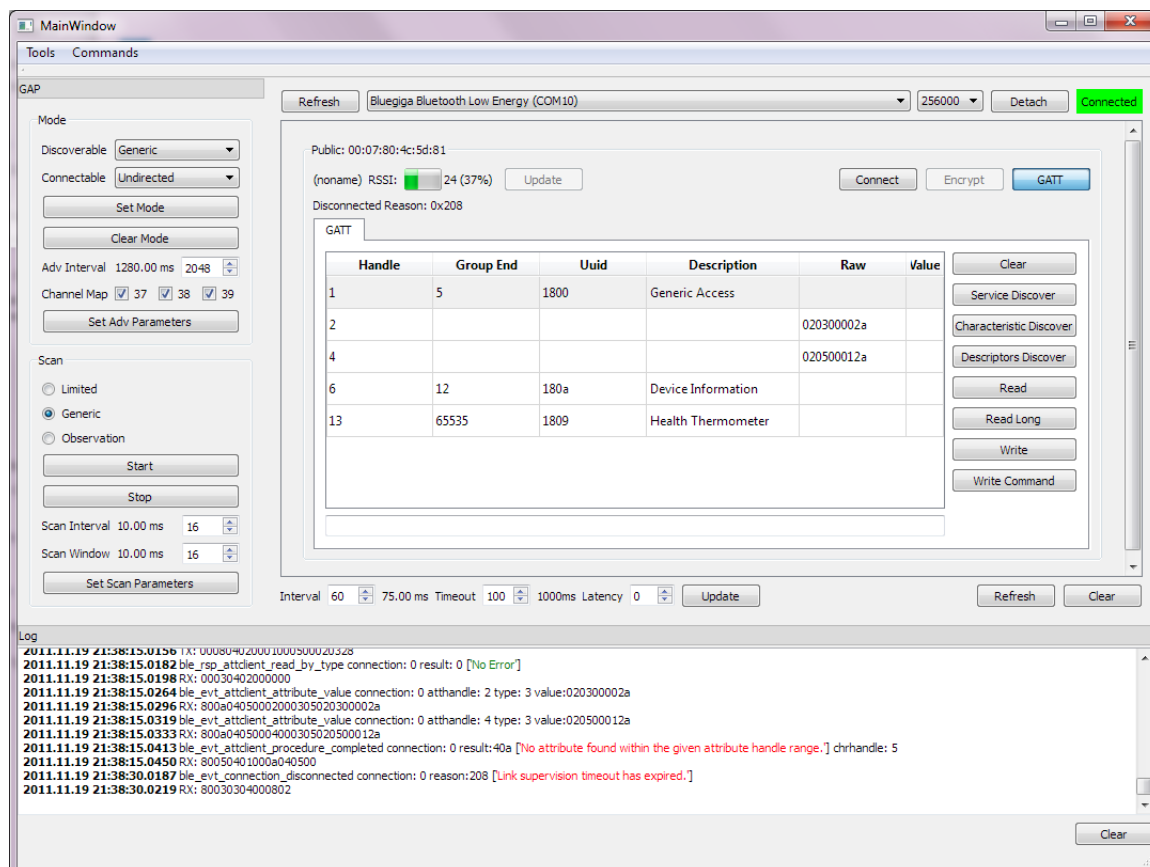 MainWindow
Tools Commands
GAP
Refresh Bluegiga Bluetooth Low Energy (COM10) 256000 Detach Connected
Mode
Discoverable Generic
Connectable Undirected
Set Mode
Clear Mode
Adv Interval 1280.00 ms 2048
Channel Map 37 38 39
Set Adv Parameters
Scan
Limited
Generic
Observation
Start
Stop
Scan Interval 10.00 ms 16
Scan Window 10.00 ms 16
Set Scan Parameters
Public: 00:07:80:4c:5d:81
(noname) RSSI: 24 (37%) Update Connect Encrypt GATT
Disconnected Reason: 0x208
GATT
Handle Group End Uuid Description Raw Value
1 5 1800 Generic Access
2 020300002a
4 020500012a
6 12 180a Device Information
13 65535 1809 Health Thermometer
Clear
Service Discover
Characteristic Discover
Descriptors Discover
Read
Read Long
Write
Write Command
Interval 60 75.00 ms Timeout 100 1000ms Latency 0 Update Refresh Clear
Log
2011.11.19 21:38:15.0156 TX: 000804020001000500020328
2011.11.19 21:38:15.0182 ble_rsp_attclient_read_by_type connection: 0 result: 0 ['No Error']
2011.11.19 21:38:15.0198 RX: 00030402000000
2011.11.19 21:38:15.0264 ble_evt_attclient_attribute_value connection: 0 atthandle: 2 type: 3 value:020300002a
2011.11.19 21:38:15.0296 RX: 800a04050002000305020300002a
2011.11.19 21:38:15.0319 ble_evt_attclient_attribute_value connection: 0 atthandle: 4 type: 3 value:020500012a
2011.11.19 21:38:15.0333 RX: 800a04050004000305020500012a
2011.11.19 21:38:15.0413 ble_evt_attclient_procedure_completed connection: 0 result:40a ['No attribute found within the given attribute handle range.'] chrhandle: 5
2011.11.19 21:38:15.0450 RX: 80050401000a040500
2011.11.19 21:38:30.0187 ble_evt_connection_disconnected connection: 0 reason:208 ['Link supervision timeout has expired.']
2011.11.19 21:38:30.0219 RX: 80030304000802
Clear